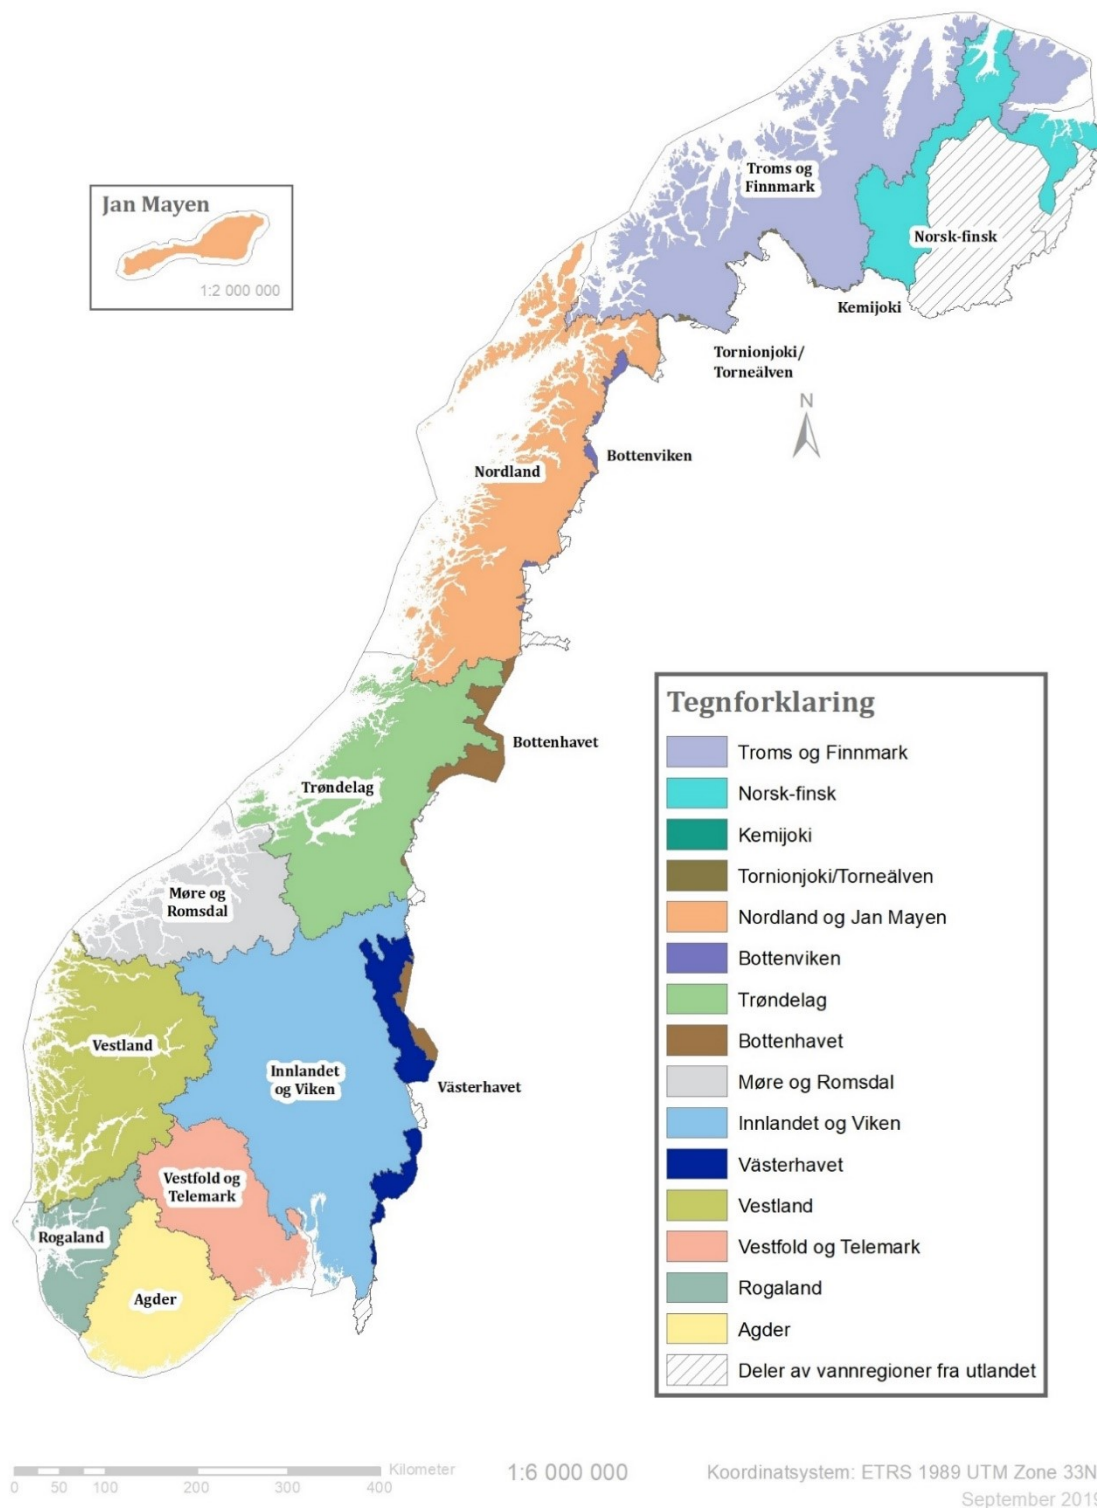 Jan Mayen
1:2 000 000
Troms og
Finnmark
Norsk-finsk
Kemijoki
Tornionjoki/
Torneälven
N
Bottenviken
Nordland
Bottenhavet
Trøndelag
Møre og
Romsdal
Vestland
Innlandet
og Viken
Västerhavet
Vestfold og
Telemark
Rogaland
Agder
Tegnforklaring
Troms og Finnmark
Norsk-finsk
Kemijoki
Tornionjoki/Torneälven
Nordland og Jan Mayen
Bottenviken
Trøndelag
Bottenhavet
Møre og Romsdal
Innlandet og Viken
Västerhavet
Vestland
Vestfold og Telemark
Rogaland
Agder
Deler av vannregioner fra utlandet
Kilometer
0 50 100 200 300 400
1:6 000 000
Koordinatsystem: ETRS 1989 UTM Zone 33N
September 2019